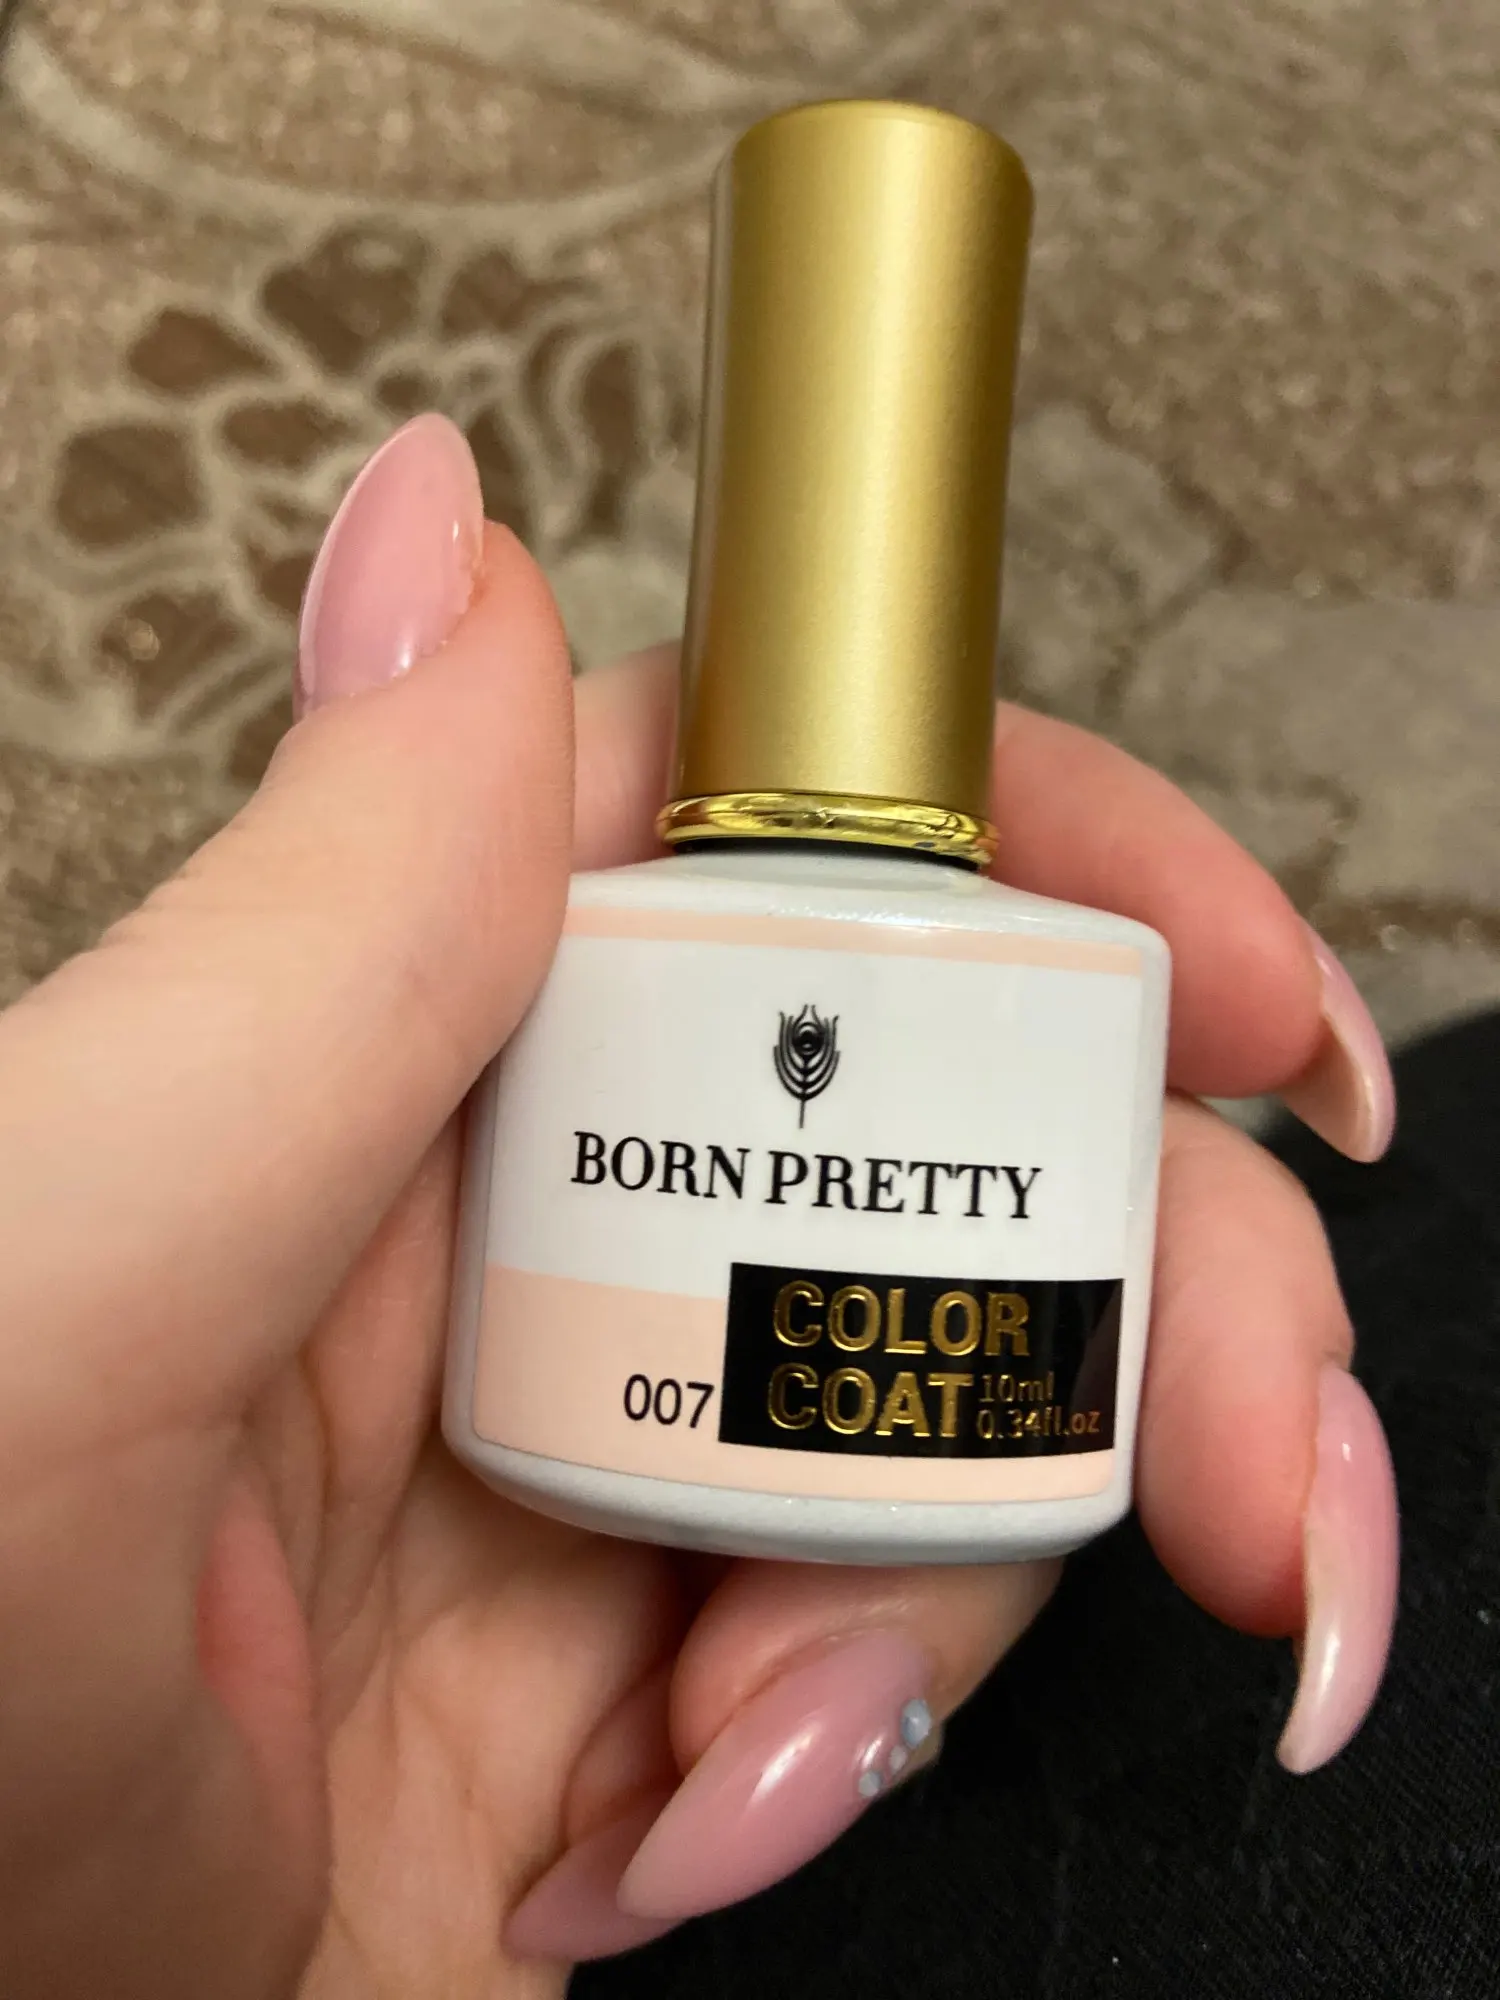 BORN PRETTY
COLOR
COAT 10ml
0.34fl.oz
007